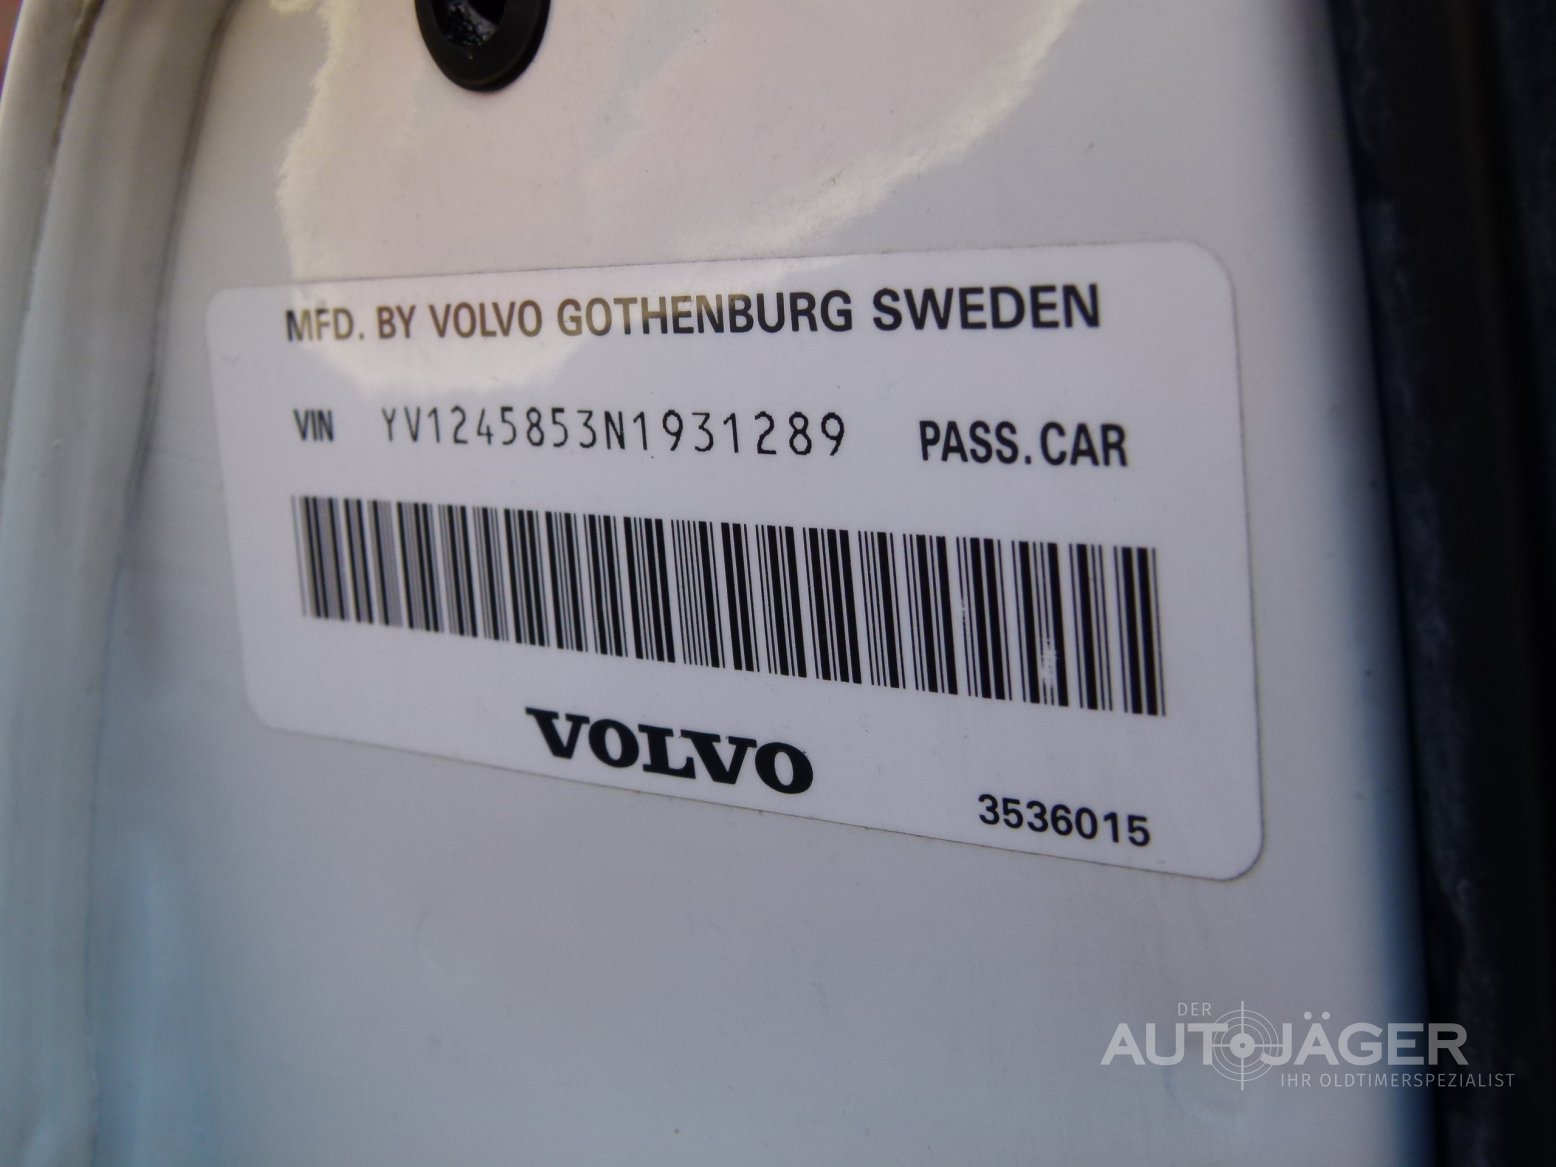 MFD. BY VOLVO GOTHENBURG SWEDEN
VIN YV1245853N1931289 PASS.CAR
VOLVO
3536015
DER
AUTOJÄGER
IHR OLDTIMERSPEZIALIST